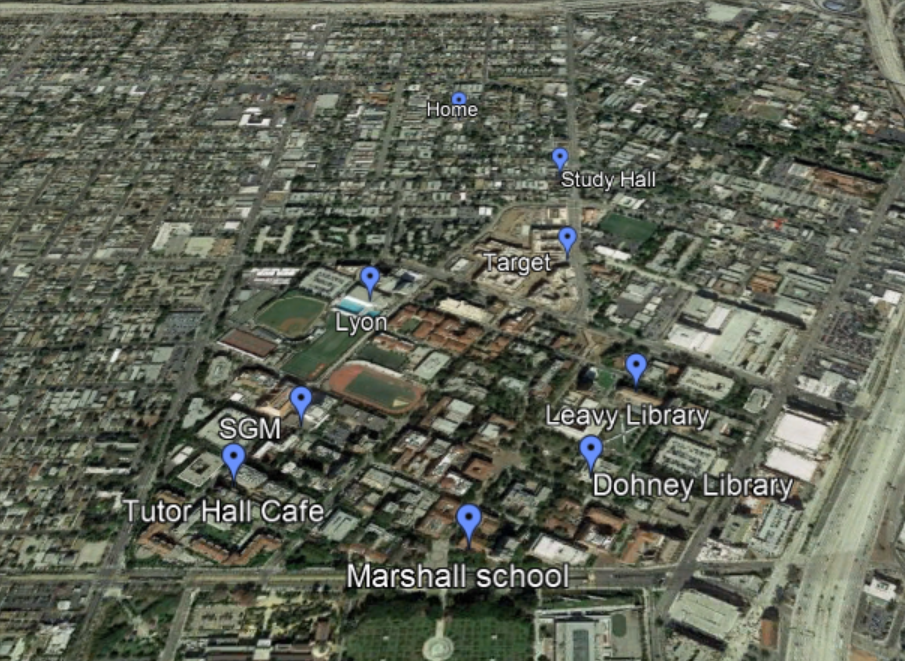 Home
Study Hall
Target
Lyon
Leavy Library
SGM
Dohney Library
Tutor Hall Cafe
Marshall school